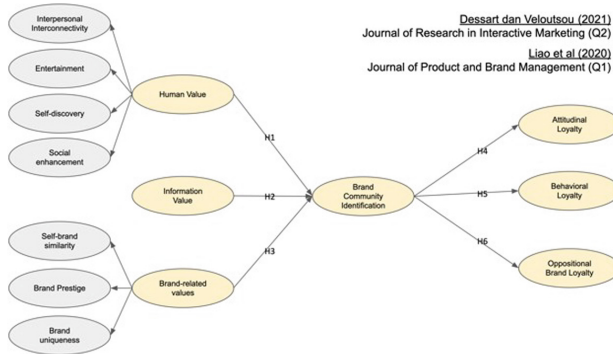 Dessart dan Veloutsou (2021)
Journal of Research in Interactive Marketing (Q2)
Liao et al (2020)
Journal of Product and Brand Management (Q1)
Interpersonal
Interconnectivity
Entertainment
Self-discovery
Social
enhancement
Human Value
H1
Information
Value
H2
Self-brand
similarity
Brand Prestige
Brand
uniqueness
Brand-related
values
H3
Brand
Community
Identification
H4
Attitudinal
Loyalty
H5
Behavioral
Loyalty
H6
Oppositional
Brand Loyalty